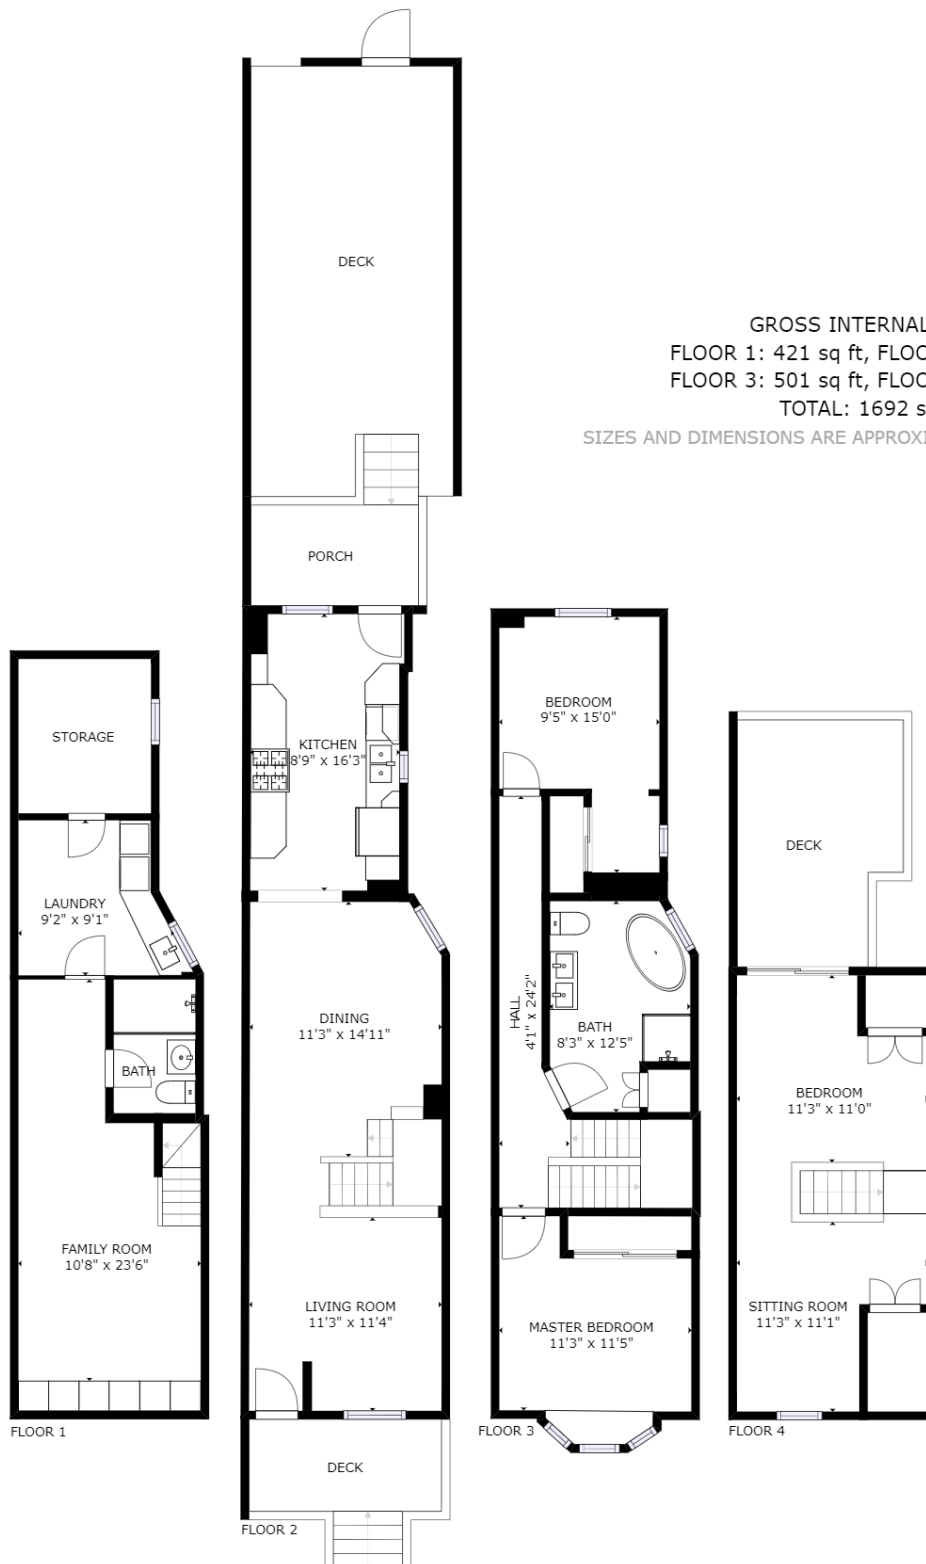 DECK
GROSS INTERNAL
FLOOR 1: 421 sq ft, FLOO
FLOOR 3: 501 sq ft, FLOO
TOTAL: 1692 s
SIZES AND DIMENSIONS ARE APPROXI
PORCH
KITCHEN
8'9" x 16'3"
DINING
11'3" x 14'11"
LIVING ROOM
11'3" x 11'4"
DECK
FLOOR 2
STORAGE
LAUNDRY
9'2" x 9'1"
BATH
FAMILY ROOM
10'8" x 23'6"
FLOOR 1
BEDROOM
9'5" x 15'0"
HALL
4'1" x 24'2"
BATH
8'3" x 12'5"
MASTER BEDROOM
11'3" x 11'5"
FLOOR 3
DECK
BEDROOM
11'3" x 11'0"
SITTING ROOM
11'3" x 11'1"
FLOOR 4